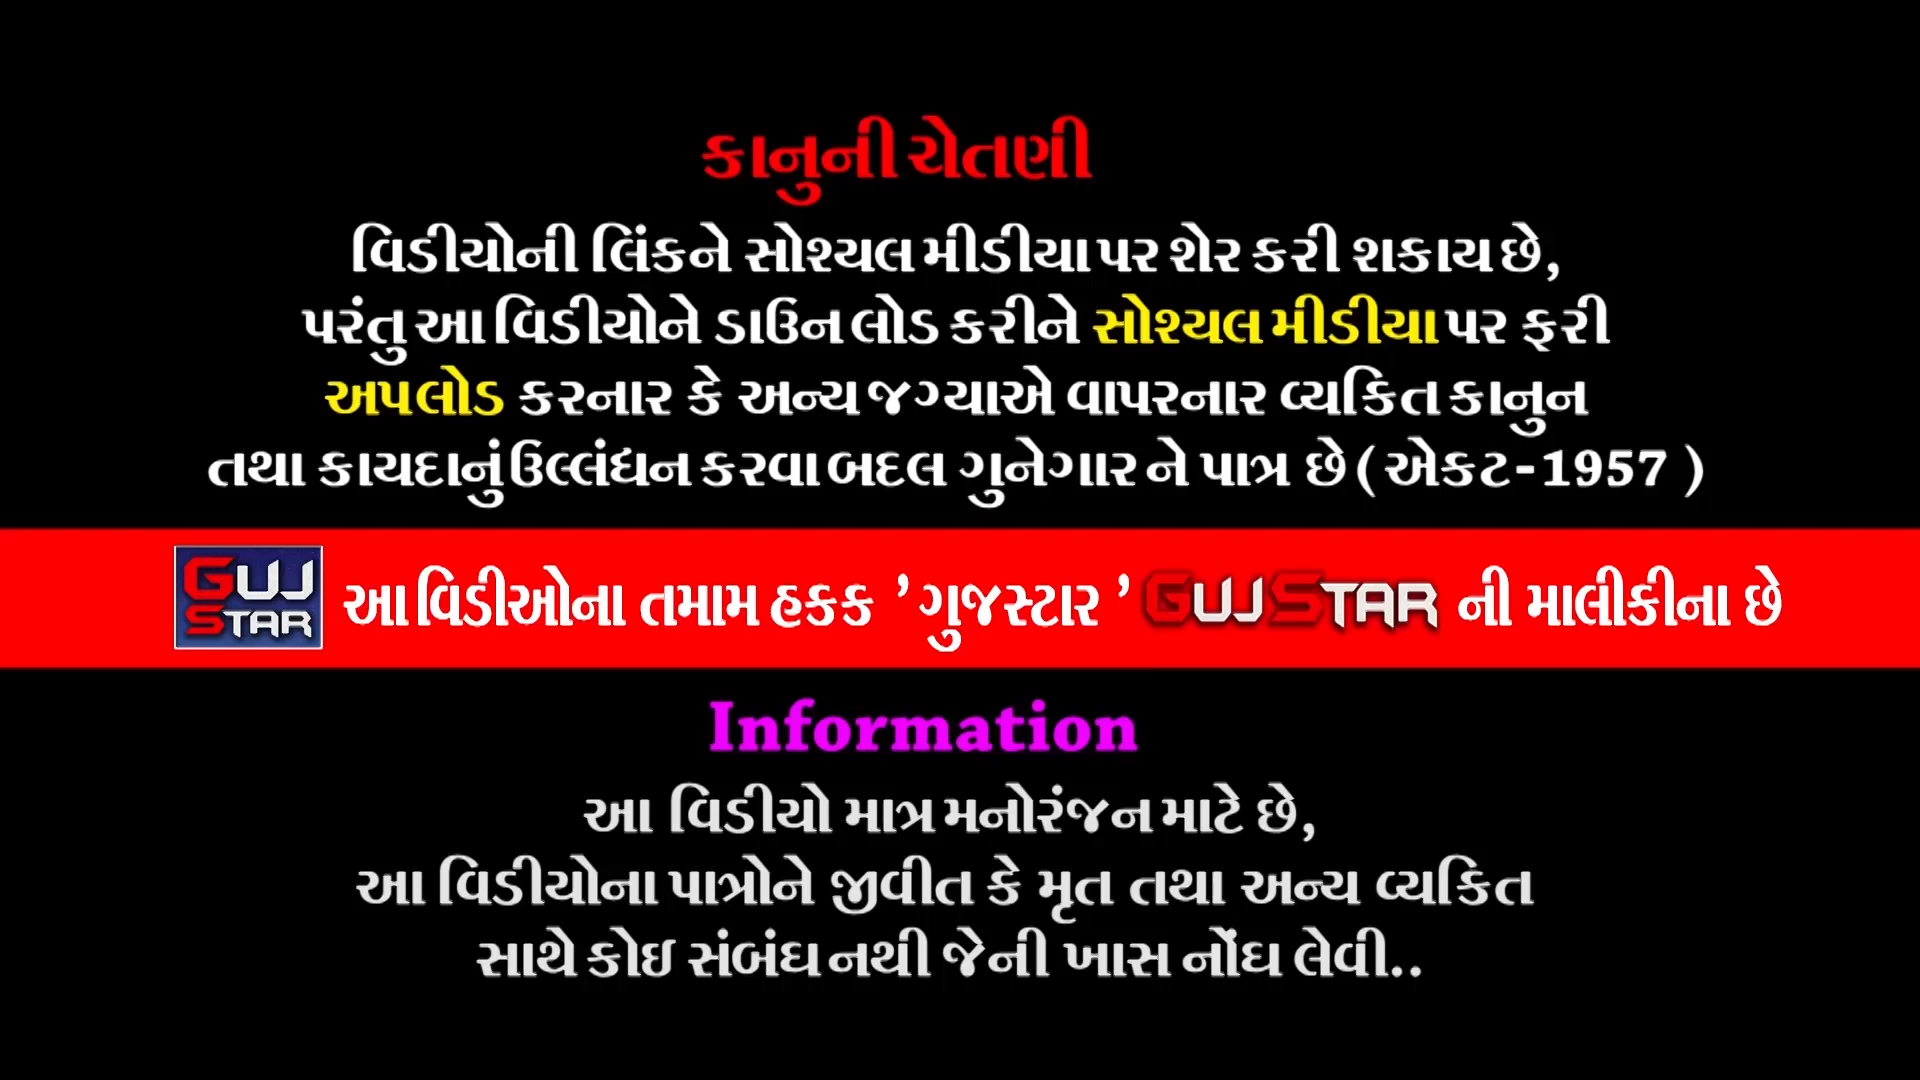 કાનુની ચેતણી
વિડીયોની લિંકને સોશ્યલ મીડીયા પર શેર કરી શકાય છે,
પરંતુ આ વિડીયોને ડાઉન લોડ કરીને સોશ્યલ મીડીયા પર ફરી
અપલોડ કરનાર કે અન્ય જગ્યાએ વાપરનાર વ્યકિત કાનુન
તથા કાયદાનું ઉલ્લંઘન કરવા બદલ ગુનેગાર ને પાત્ર છે ( એકટ-1957 )
GUJ STAR આ વિડીઓના તમામ હકક ' ગુજસ્ટાર ' GUJ STAR ની માલીકીના છે
Information
આ વિડીયો માત્ર મનોરંજન માટે છે,
આ વિડીયોના પાત્રોને જીવીત કે મૃત તથા અન્ય વ્યકિત
સાથે કોઇ સંબંઘ નથી જેની ખાસ નોંઘ લેવી..